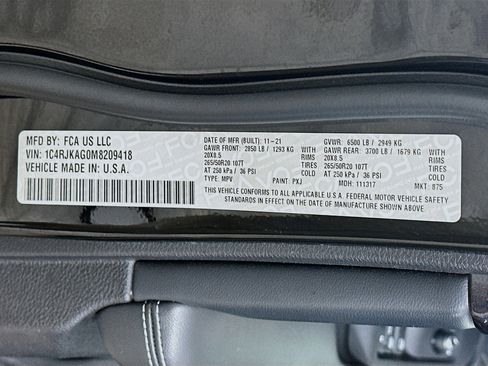 MFD BY: FCA US LLC
VIN: 1C4RJKAG0M8209418
VEHICLE MADE IN: U.S.A.
DATE OF MFR (BUILT): 11-21
GAWR FRONT: 2850 LB / 1293 KG
20X8.5
TIRES
265/50R20 107T
AT 250 kPa/ 36 PSI COLD
TYPE: MPV PAINT: PXJ
GVWR: 6500 LB / 2949 KG
GAWR REAR: 3700 LB / 1679 KG
20X8.5
TIRES
265/50R20 107T
AT 250 kPa/ 36 PSI COLD
MDH: 111317 MKT: 875
THIS VEHICLE CONFORMS TO ALL APPLICABLE U.S.A. FEDERAL MOTOR VEHICLE SAFETY
STANDARDS IN EFFECT ON THE DATE OF MANUFACTURE SHOWN ABOVE.